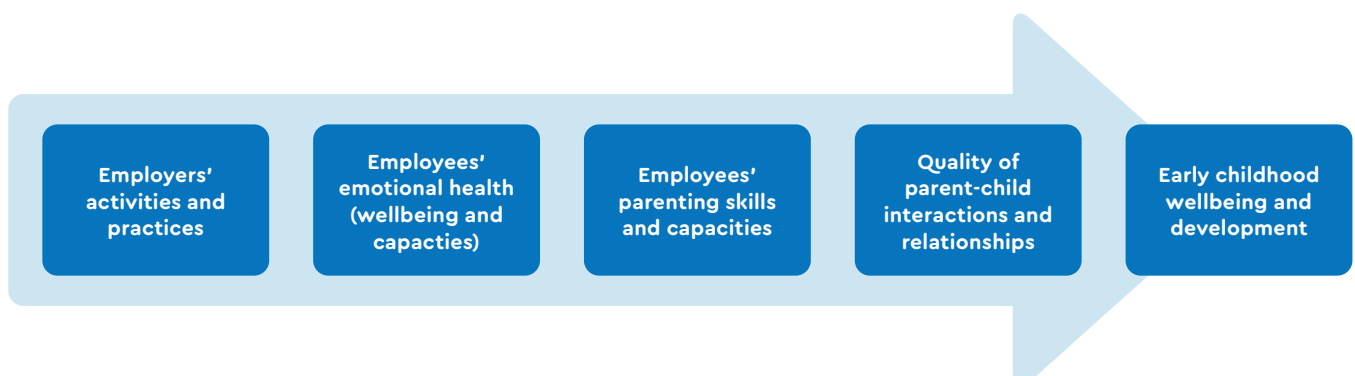 Employers'
activities and
practices
Employees'
emotional health
(wellbeing and
capacties)
Employees'
parenting skills
and capacities
Quality of
parent-child
interactions and
relationships
Early childhood
wellbeing and
development